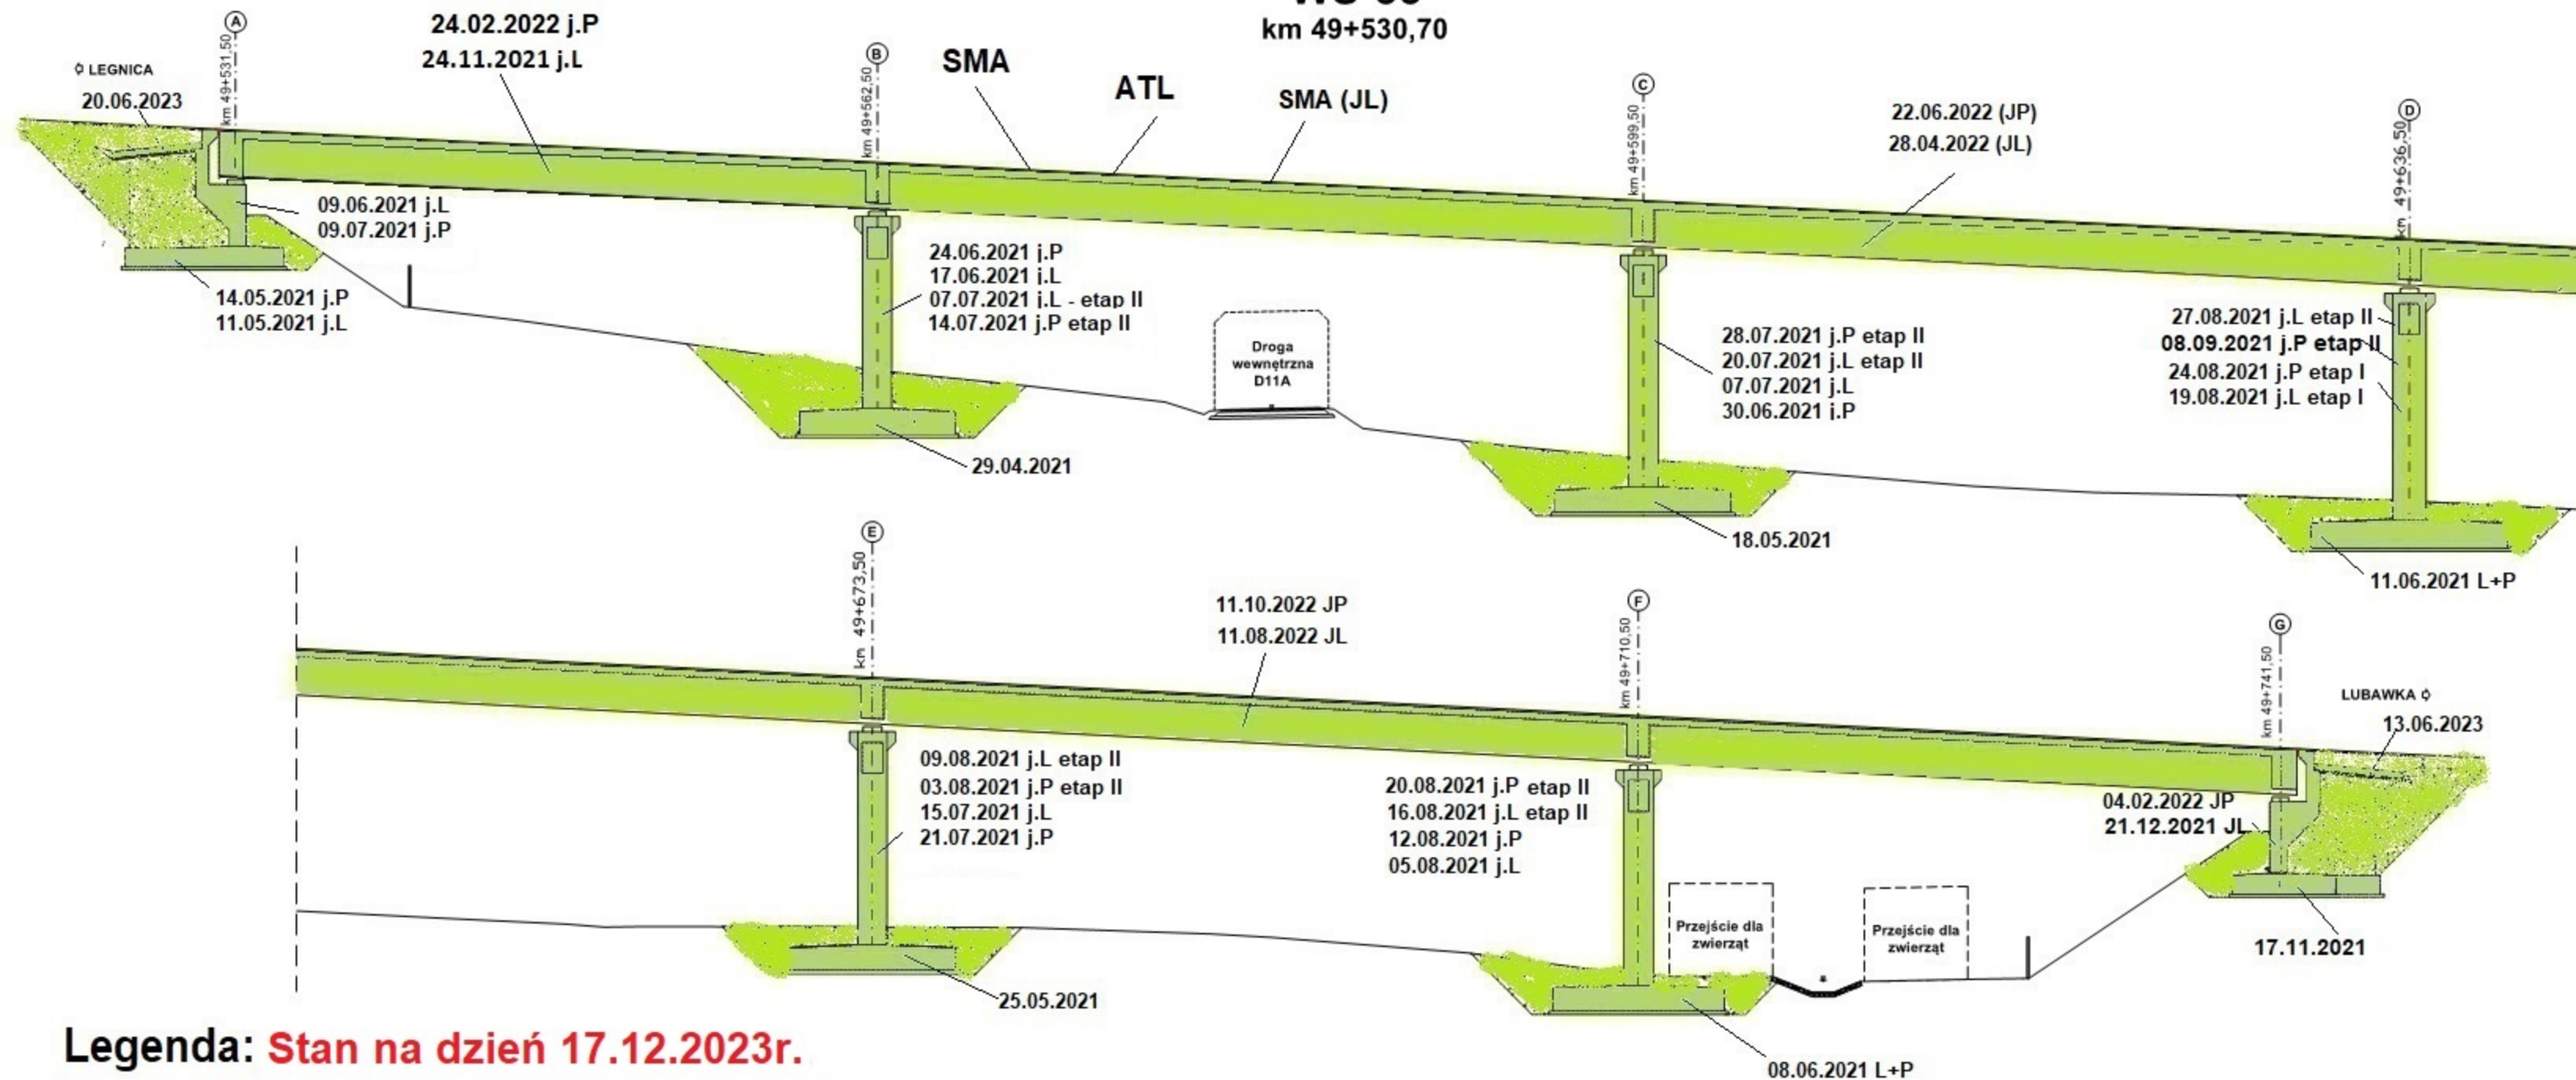 km 49+530,70
A
km 49+531,50
LEGNICA
20.06.2023
24.02.2022 j.P
24.11.2021 j.L
B
km 49+562,50
SMA
ATL
SMA (JL)
C
km 49+599,50
22.06.2022 (JP)
28.04.2022 (JL)
D
km 49+636,50
09.06.2021 j.L
09.07.2021 j.P
14.05.2021 j.P
11.05.2021 j.L
24.06.2021 j.P
17.06.2021 j.L
07.07.2021 j.L - etap II
14.07.2021 j.P etap II
29.04.2021
Droga
wewnętrzna
D11A
28.07.2021 j.P etap II
20.07.2021 j.L etap II
07.07.2021 j.L
30.06.2021 j.P
18.05.2021
27.08.2021 j.L etap II
08.09.2021 j.P etap II
24.08.2021 j.P etap I
19.08.2021 j.L etap I
11.06.2021 L+P
E
km 49+673,50
11.10.2022 JP
11.08.2022 JL
F
km 49+710,50
G
km 49+741,50
LUBAWKA
13.06.2023
09.08.2021 j.L etap II
03.08.2021 j.P etap II
15.07.2021 j.L
21.07.2021 j.P
25.05.2021
20.08.2021 j.P etap II
16.08.2021 j.L etap II
12.08.2021 j.P
05.08.2021 j.L
Przejście dla
zwierząt
Przejście dla
zwierząt
04.02.2022 JP
21.12.2021 JL
17.11.2021
08.06.2021 L+P
Legenda: Stan na dzień 17.12.2023r.